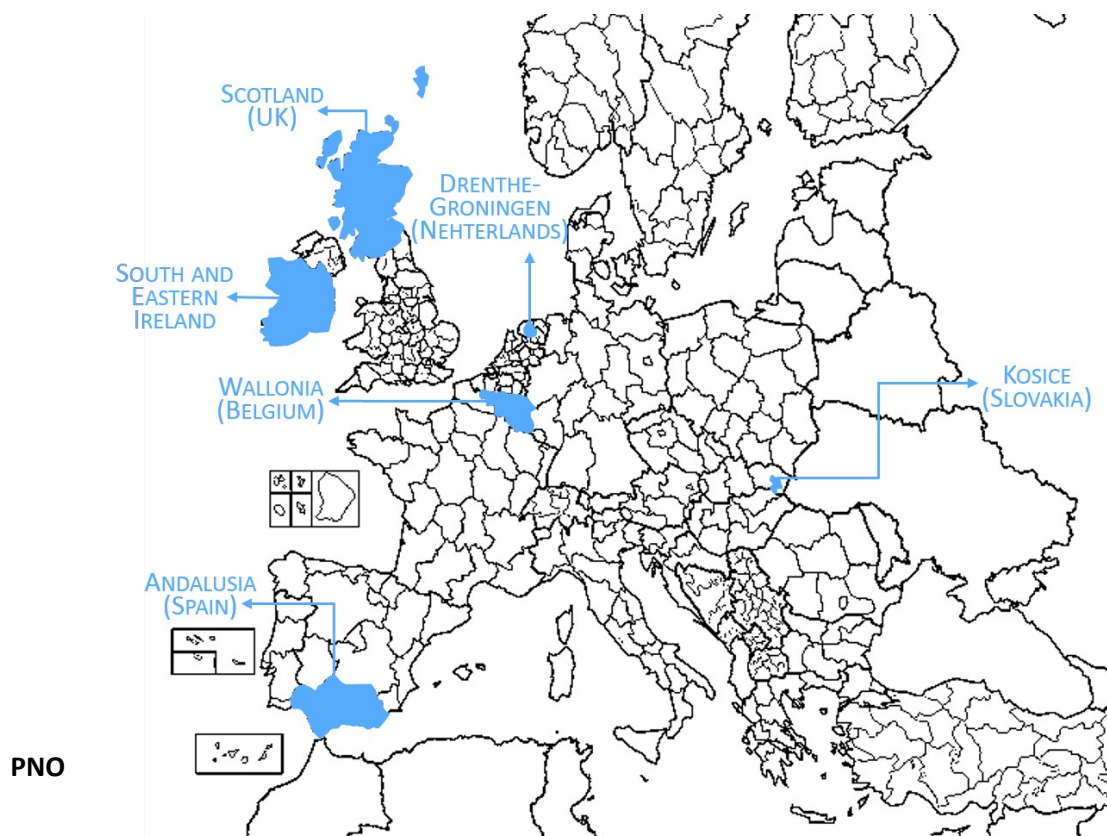 SCOTLAND
(UK)
DRENTHE-
GRONINGEN
(NEHTERLANDS)
SOUTH AND
EASTERN
IRELAND
WALLONIA
(BELGIUM)
KOSICE
(SLOVAKIA)
ANDALUSIA
(SPAIN)
PNO